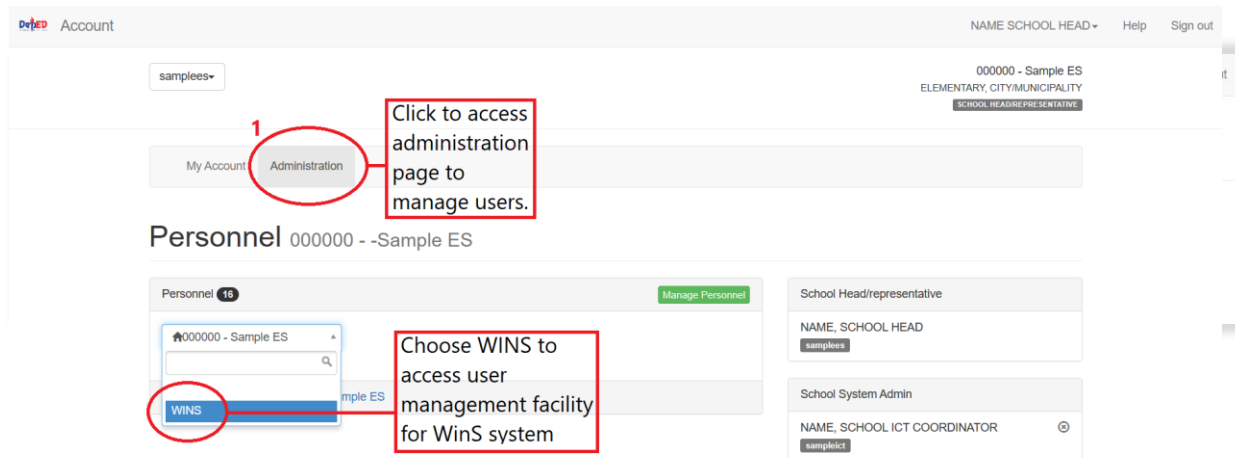 DepED Account NAME SCHOOL HEAD Help Sign out
samplees
000000 - Sample ES
ELEMENTARY, CITY/MUNICIPALITY
SCHOOL HEAD/REPRESENTATIVE
1
My Account Administration
Click to access
administration
page to
manage users.
Personnel 000000 - -Sample ES
Personnel 16 Manage Personnel
000000 - Sample ES
mple ES
WINS
Choose WINS to
access user
management facility
for WinS system
School Head/representative
NAME, SCHOOL HEAD
samplees
School System Admin
NAME, SCHOOL ICT COORDINATOR
sampleict